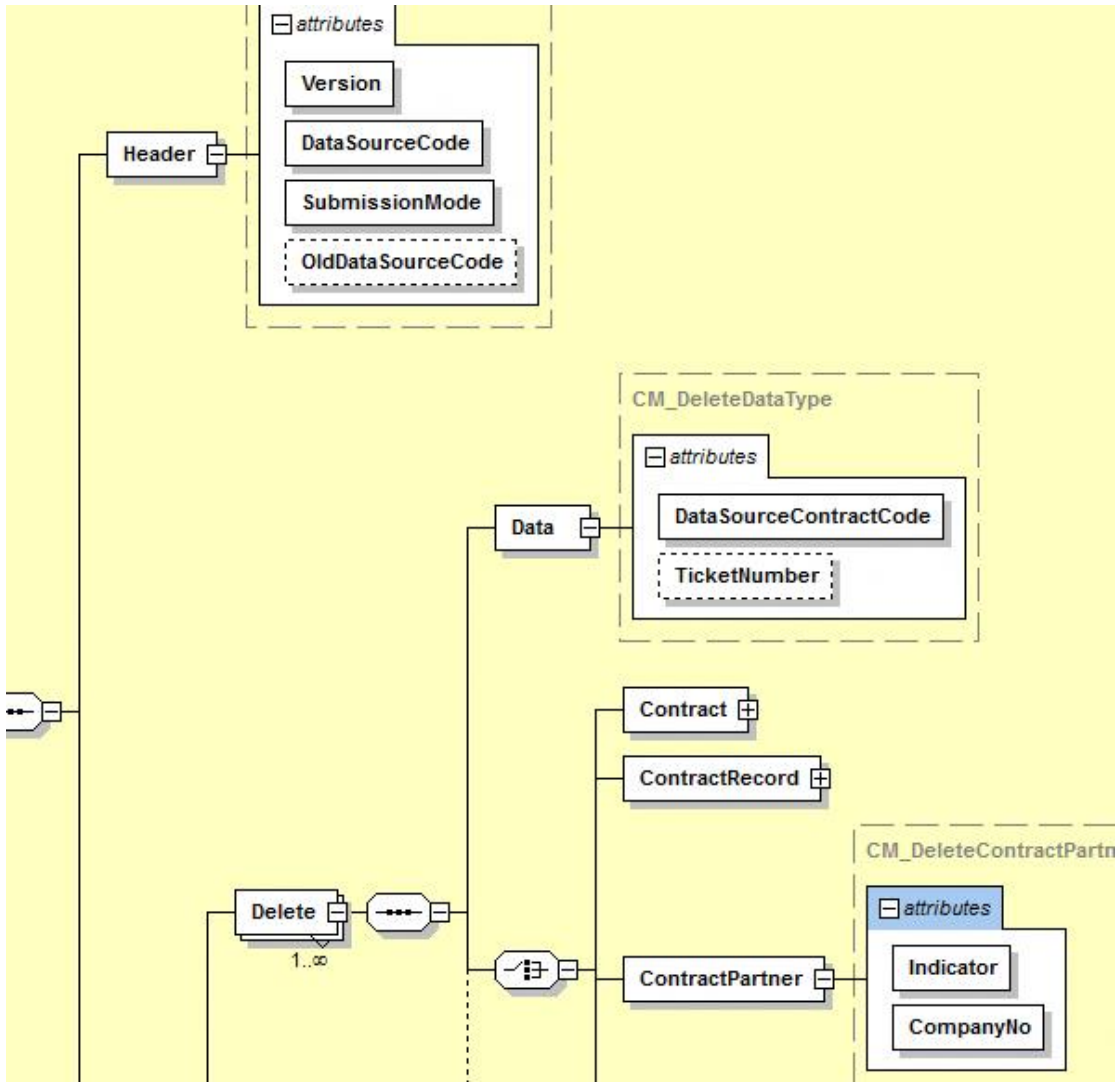 attributes
Version
DataSourceCode
Header
SubmissionMode
OldDataSourceCode
CM_DeleteDataType
attributes
DataSourceContractCode
Data
TicketNumber
Contract
ContractRecord
CM_DeleteContractPartn
attributes
Delete
1..∞
Indicator
ContractPartner
CompanyNo